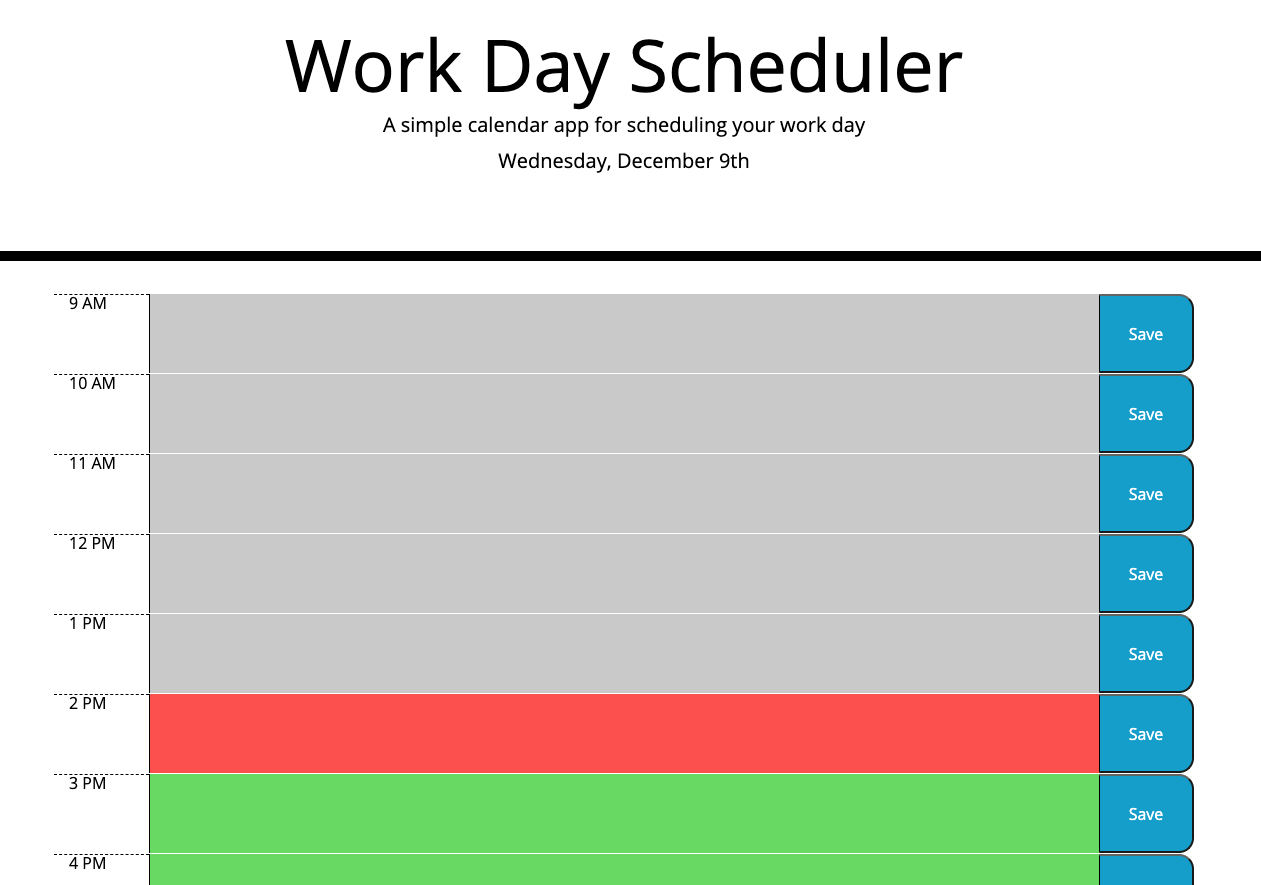 Work Day Scheduler
A simple calendar app for scheduling your work day
Wednesday, December 9th
9 AM
Save
10 AM
Save
11 AM
Save
12 PM
Save
1 PM
Save
2 PM
Save
3 PM
Save
4 PM